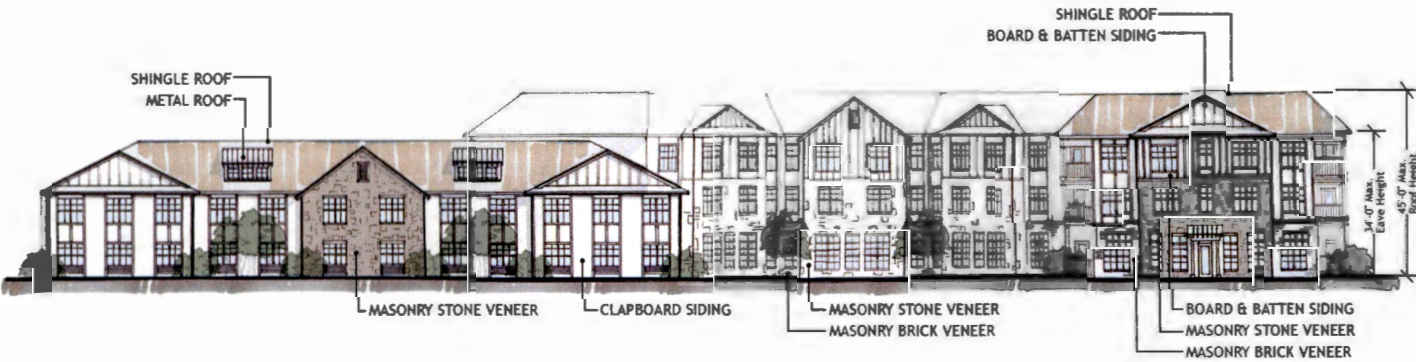 SHINGLE ROOF
BOARD & BATTEN SIDING
SHINGLE ROOF
METAL ROOF
34'-0" Max.
Eave Height
45'-0" Max.
Roof Height
MASONRY STONE VENEER
CLAPBOARD SIDING
MASONRY STONE VENEER
MASONRY BRICK VENEER
BOARD & BATTEN SIDING
MASONRY STONE VENEER
MASONRY BRICK VENEER